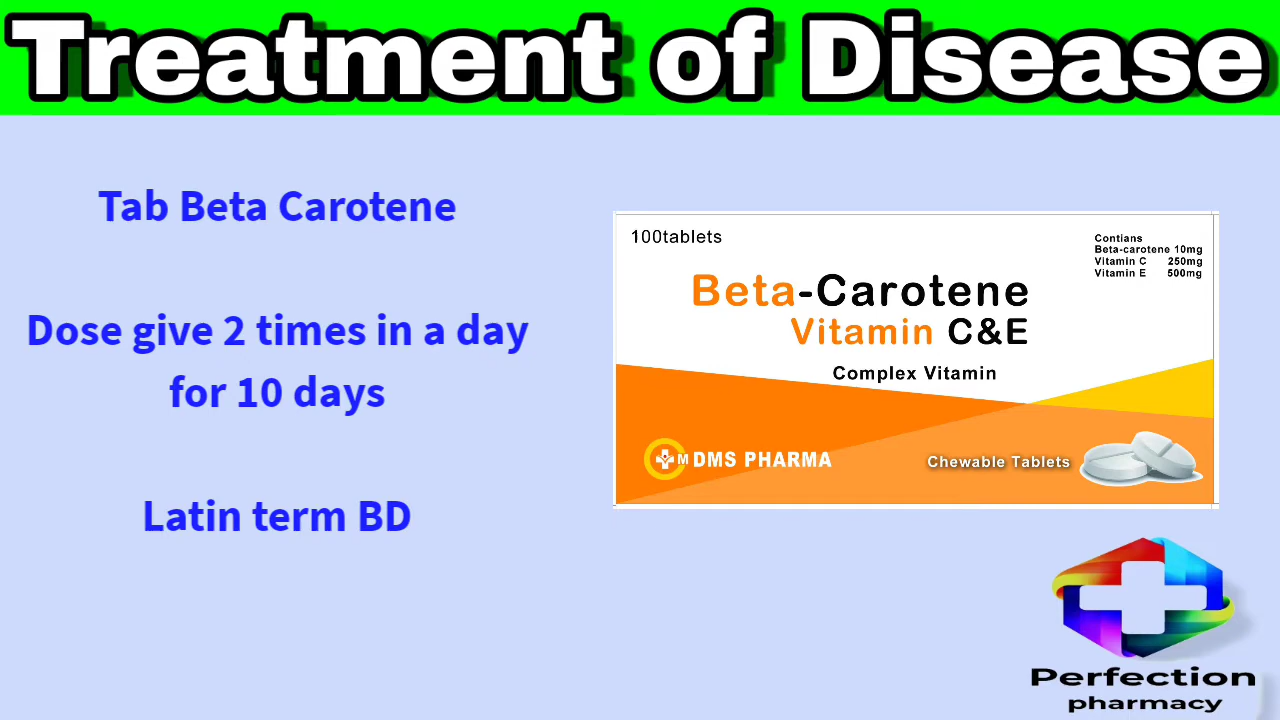 Treatment of Disease
Tab Beta Carotene
Dose give 2 times in a day
for 10 days
Latin term BD
100tablets
Contians
Beta-carotene 10mg
Vitamin C 250mg
Vitamin E 500mg
Beta-Carotene
Vitamin C&E
Complex Vitamin
M DMS PHARMA
Chewable Tablets
Perfection
pharmacy